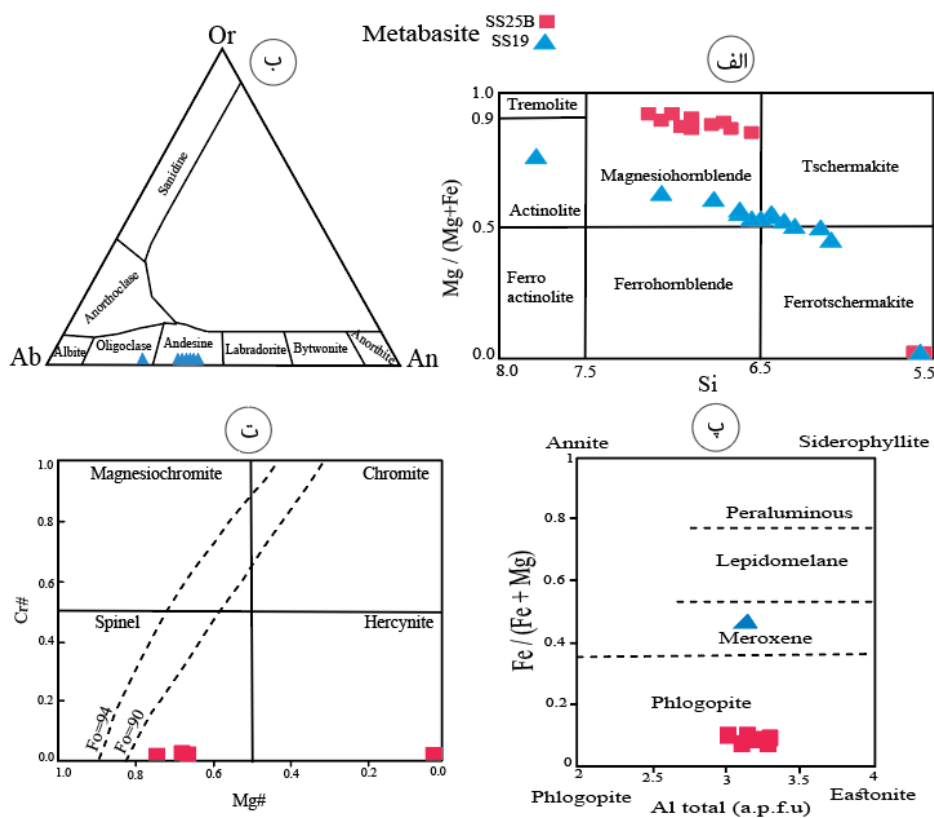 Metabasite
SS25B
SS19
الف
1.0
0.9
0.5
0.0
Mg / (Mg+Fe)
Tremolite
Actinolite
Ferro
actinolite
Magnesiohornblende
Ferrohornblende
Tschermakite
Ferrotschermakite
8.0
7.5
6.5
5.5
Si
ب
Or
Sanidine
Anorthoclase
Ab
Albite
Oligoclase
Andesine
Labradorite
Bytwonite
Anorthite
An
پ
Annite
Siderophyllite
1
0.8
0.6
0.4
0.2
0
Fe / (Fe + Mg)
Peraluminous
Lepidomelane
Meroxene
Phlogopite
2
2.5
3
3.5
4
Phlogopite
Al total (a.p.f.u)
Eastonite
ت
1.0
0.8
0.6
0.4
0.2
0.0
Cr#
Magnesiochromite
Chromite
Spinel
Hercynite
Fo=94
Fo=90
1.0
0.8
0.6
0.4
0.2
0.0
Mg#